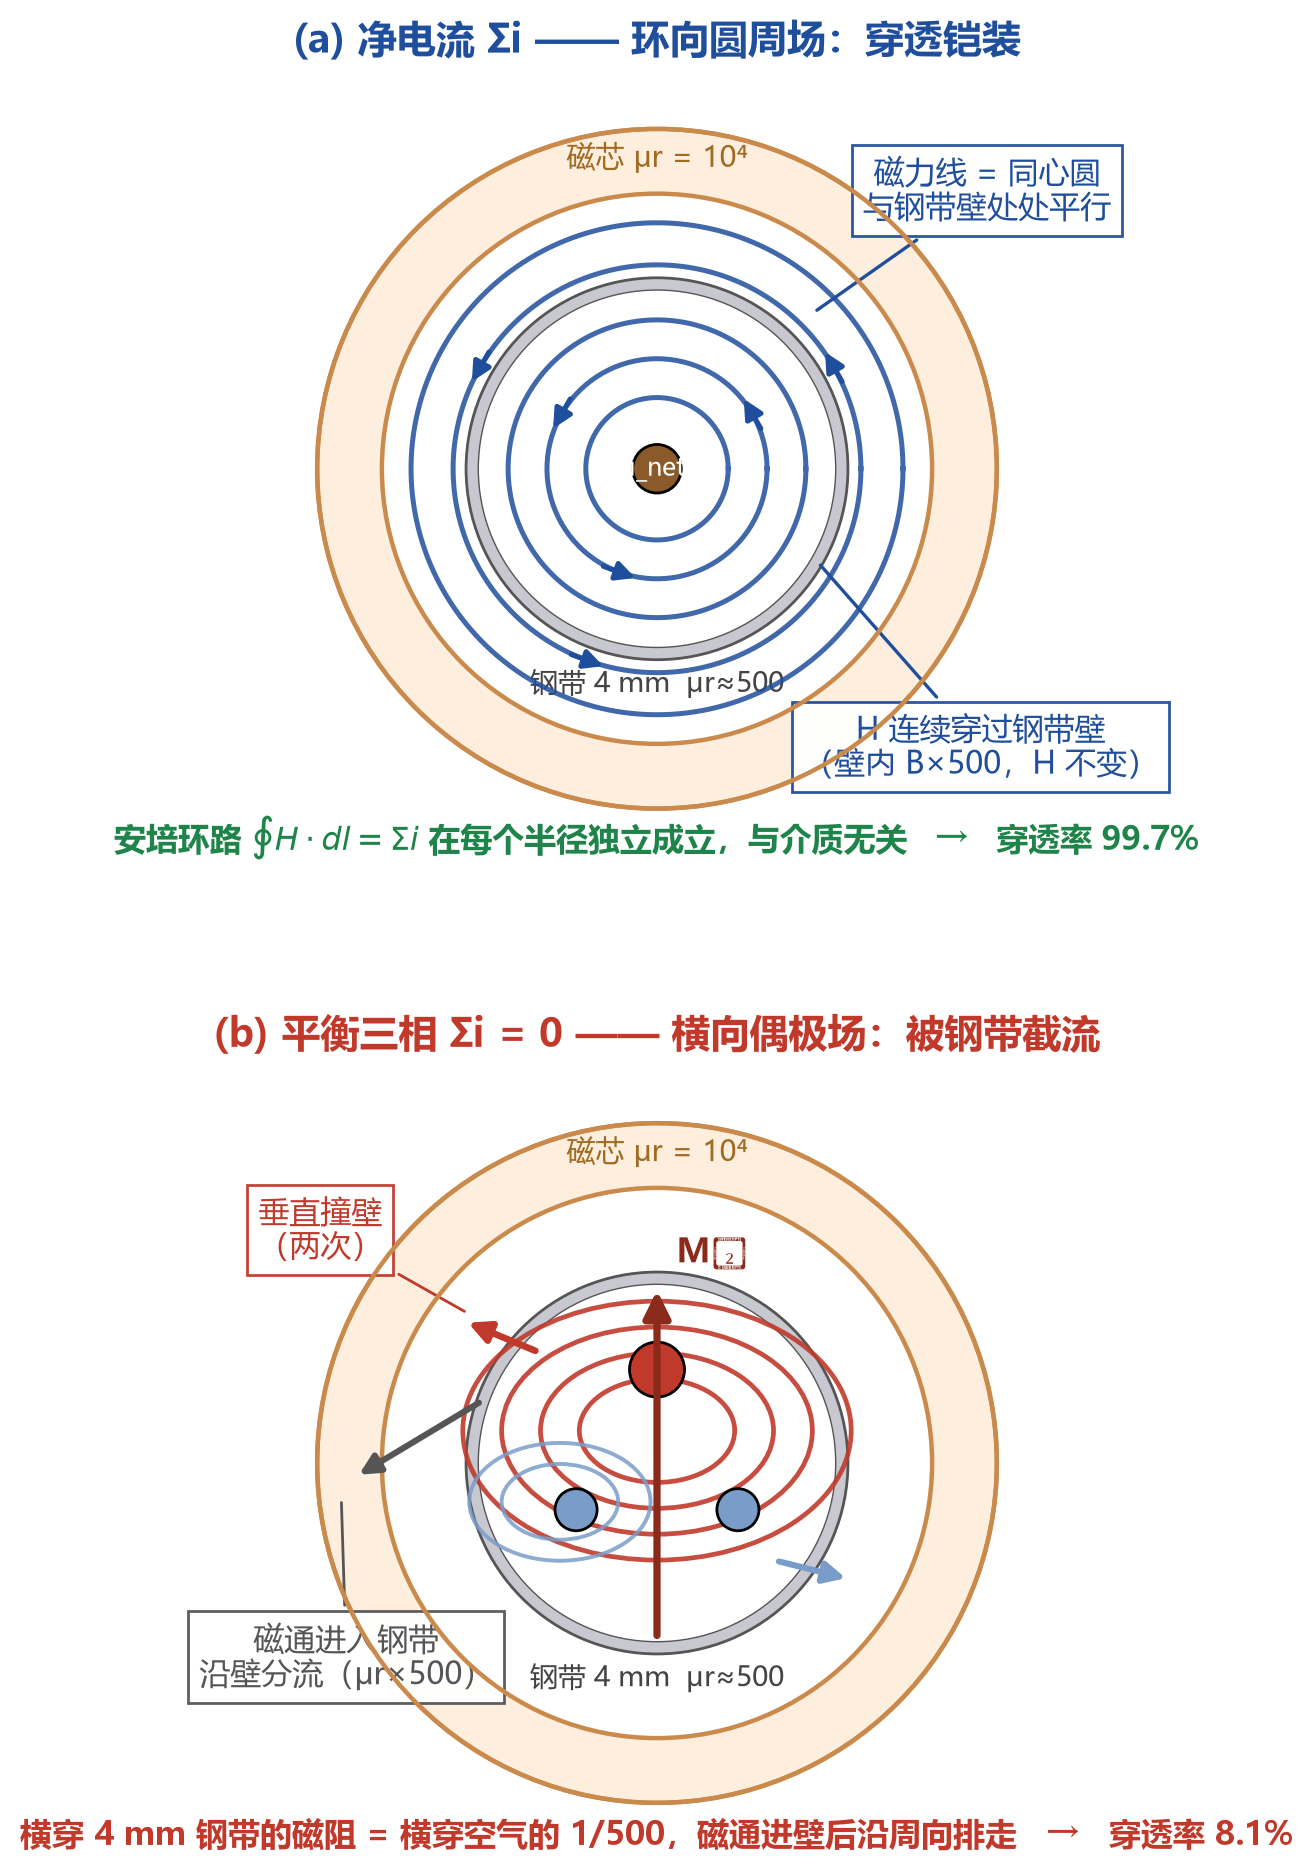 (a) 净电流 Σi —— 环向圆周场：穿透铠装
磁芯 μr = 10⁴
磁力线 = 同心圆
与钢带壁处处平行
_net
钢带 4 mm  μr≈500
H 连续穿过钢带壁
（壁内 B×500，H 不变）
安培环路 ∮H · dl = Σi 在每个半径独立成立，与介质无关 → 穿透率 99.7%
(b) 平衡三相 Σi = 0 —— 横向偶极场：被钢带截流
磁芯 μr = 10⁴
垂直撞壁
（两次）
M
磁通进入钢带
沿壁分流（μr×500）
钢带 4 mm  μr≈500
横穿 4 mm 钢带的磁阻 = 横穿空气的 1/500，磁通进壁后沿周向排走 → 穿透率 8.1%